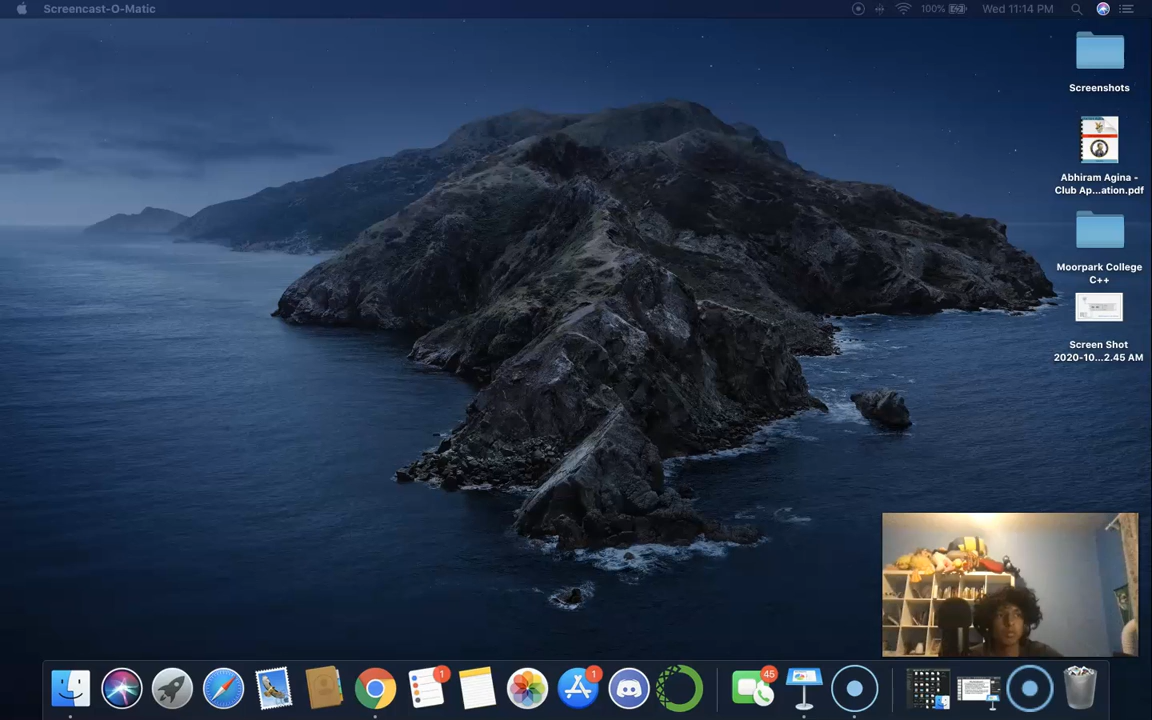 Screencast-O-Matic
100%
Wed 11:14 PM
Screenshots
Abhiram Agina -
Club Ap...ation.pdf
Moorpark College
C++
Screen Shot
2020-10...2.45 AM
1
1
45